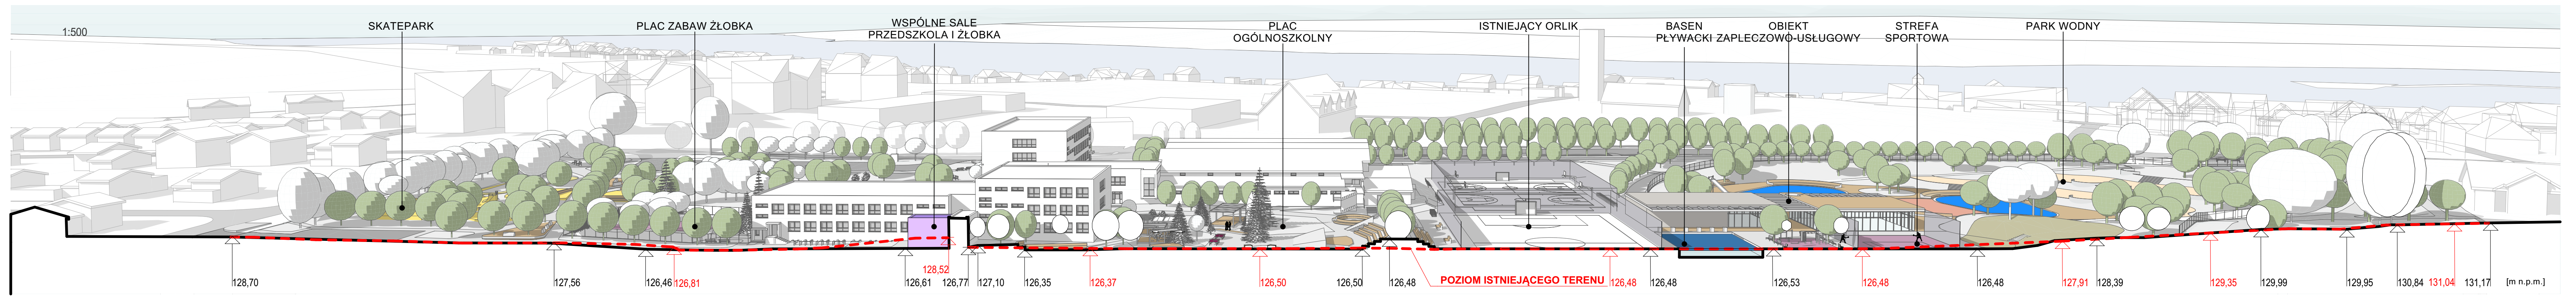 1:500
SKATEPARK
PLAC ZABAW ŻŁOBKA
WSPÓLNE SALE
PRZEDSZKOLA I ŻŁOBKA
PLAC
OGÓLNOSZKOLNY
ISTNIEJĄCY ORLIK
BASEN
PŁYWACKI
OBIEKT
ZAPLECZOWO-USŁUGOWY
STREFA
SPORTOWA
PARK WODNY
POZIOM ISTNIEJĄCEGO TERENU
128,70
127,56
126,46
126,81
126,61
128,52
126,77
127,10
126,35
126,37
126,50
126,50
126,48
126,48
126,48
126,53
126,48
126,48
127,91
128,39
129,35
129,99
129,95
130,84
131,04
131,17
[m n.p.m.]